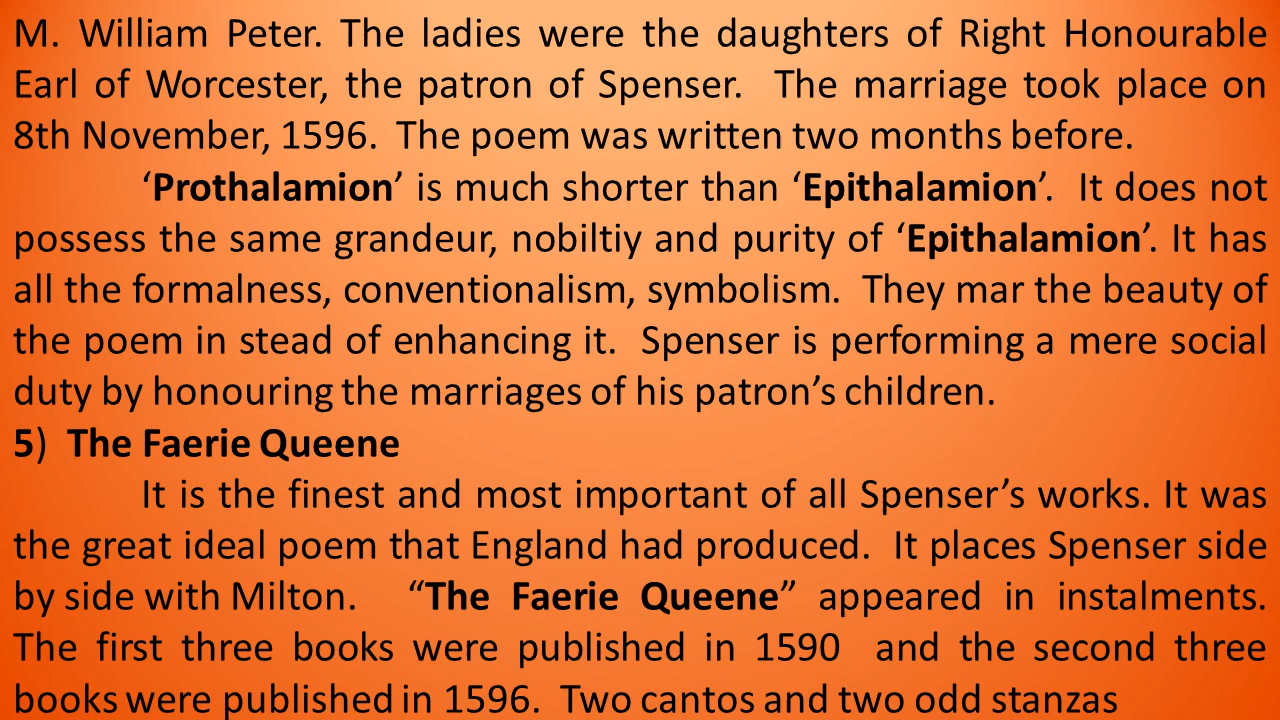 M. William Peter. The ladies were the daughters of Right Honourable
Earl of Worcester, the patron of Spenser. The marriage took place on
8th November, 1596. The poem was written two months before.
‘Prothalamion’ is much shorter than ‘Epithalamion’. It does not
possess the same grandeur, nobiltiy and purity of ‘Epithalamion’. It has
all the formalness, conventionalism, symbolism. They mar the beauty of
the poem in stead of enhancing it. Spenser is performing a mere social
duty by honouring the marriages of his patron’s children.
5) The Faerie Queene
It is the finest and most important of all Spenser’s works. It was
the great ideal poem that England had produced. It places Spenser side
by side with Milton. “The Faerie Queene” appeared in instalments.
The first three books were published in 1590 and the second three
books were published in 1596. Two cantos and two odd stanzas